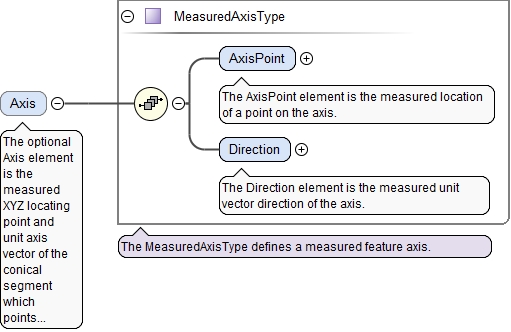 MeasuredAxisType
AxisPoint
The AxisPoint element is the measured location
of a point on the axis.
Axis
The optional
Axis element
is the
measured
XYZ locating
point and
unit axis
vector of the
conical
segment
which
points...
Direction
The Direction element is the measured unit
vector direction of the axis.
The MeasuredAxisType defines a measured feature axis.